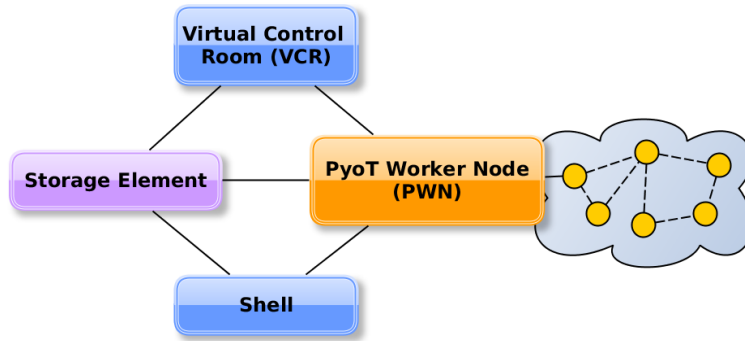 Virtual Control
Room (VCR)
Storage Element
PyoT Worker Node
(PWN)
Shell